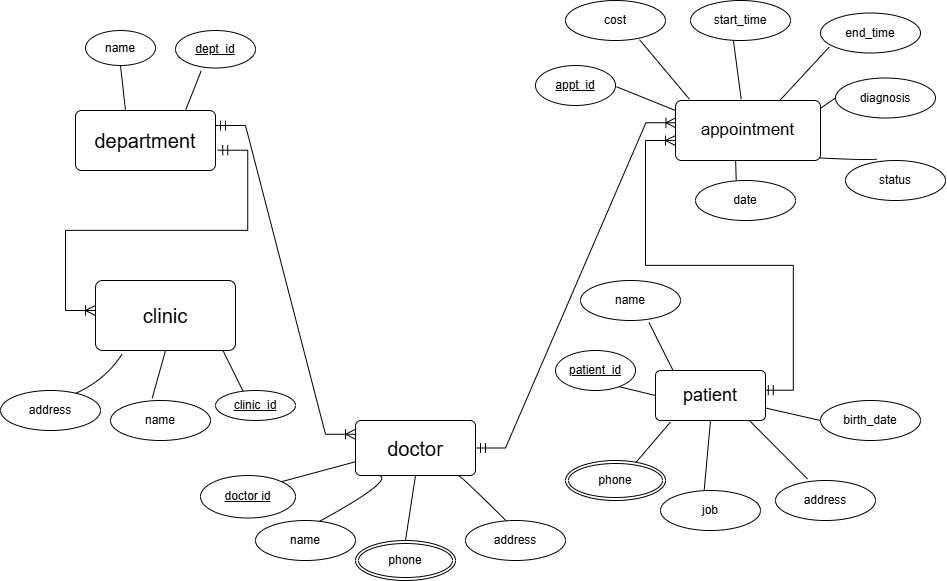 cost
start_time
end_time
name
dept_id
appt_id
diagnosis
department
appointment
status
date
name
clinic
patient_id
patient
address
name
clinic_id
birth_date
doctor
phone
job
address
doctor id
name
phone
address